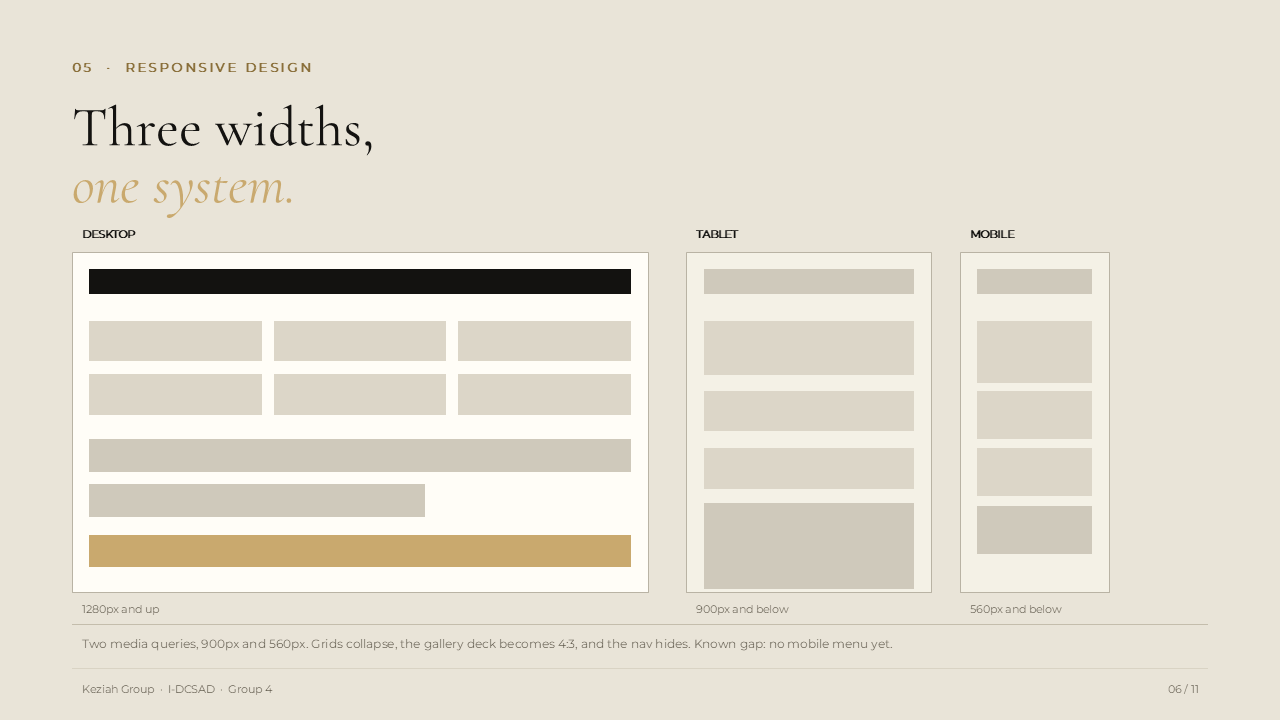 05 · RESPONSIVE DESIGN
Three widths,
one system.
DESKTOP
TABLET
MOBILE
1280px and up
900px and below
560px and below
Two media queries, 900px and 560px. Grids collapse, the gallery deck becomes 4:3, and the nav hides. Known gap: no mobile menu yet.
Keziah Group · I-DCSAD · Group 4
06 / 11